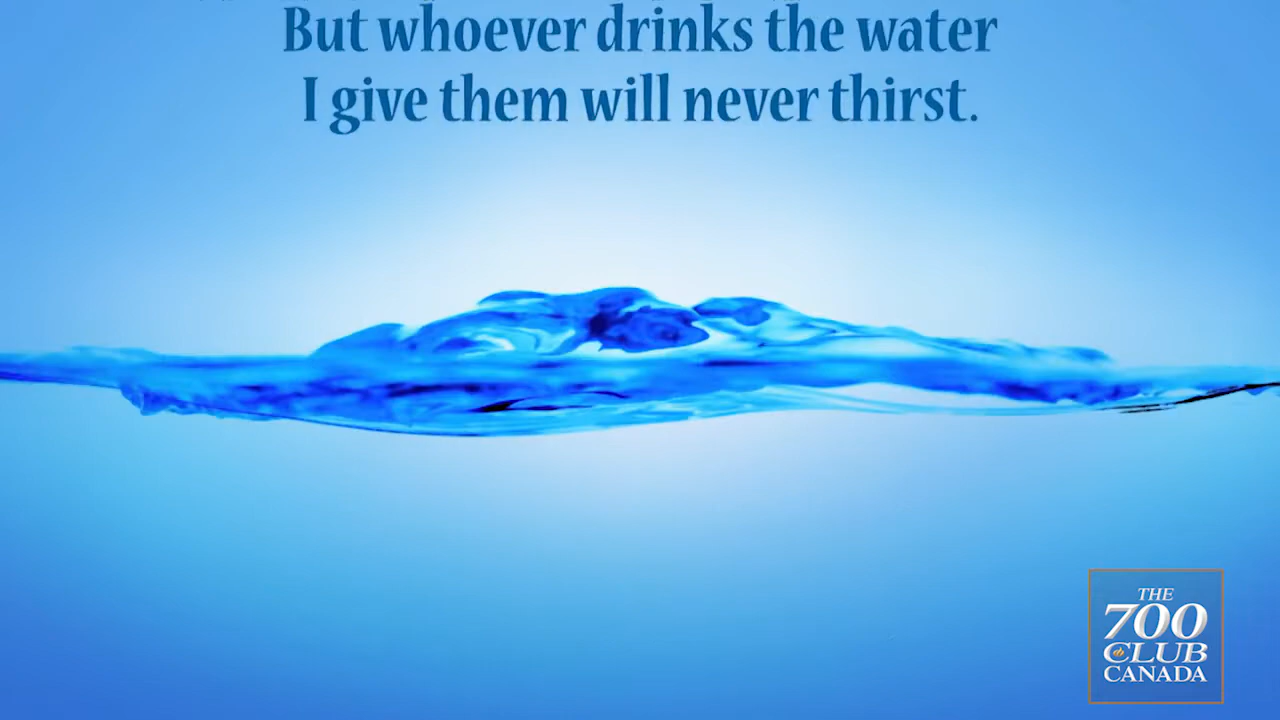 But whoever drinks the water
I give them will never thirst.
THE
700
CLUB
CANADA